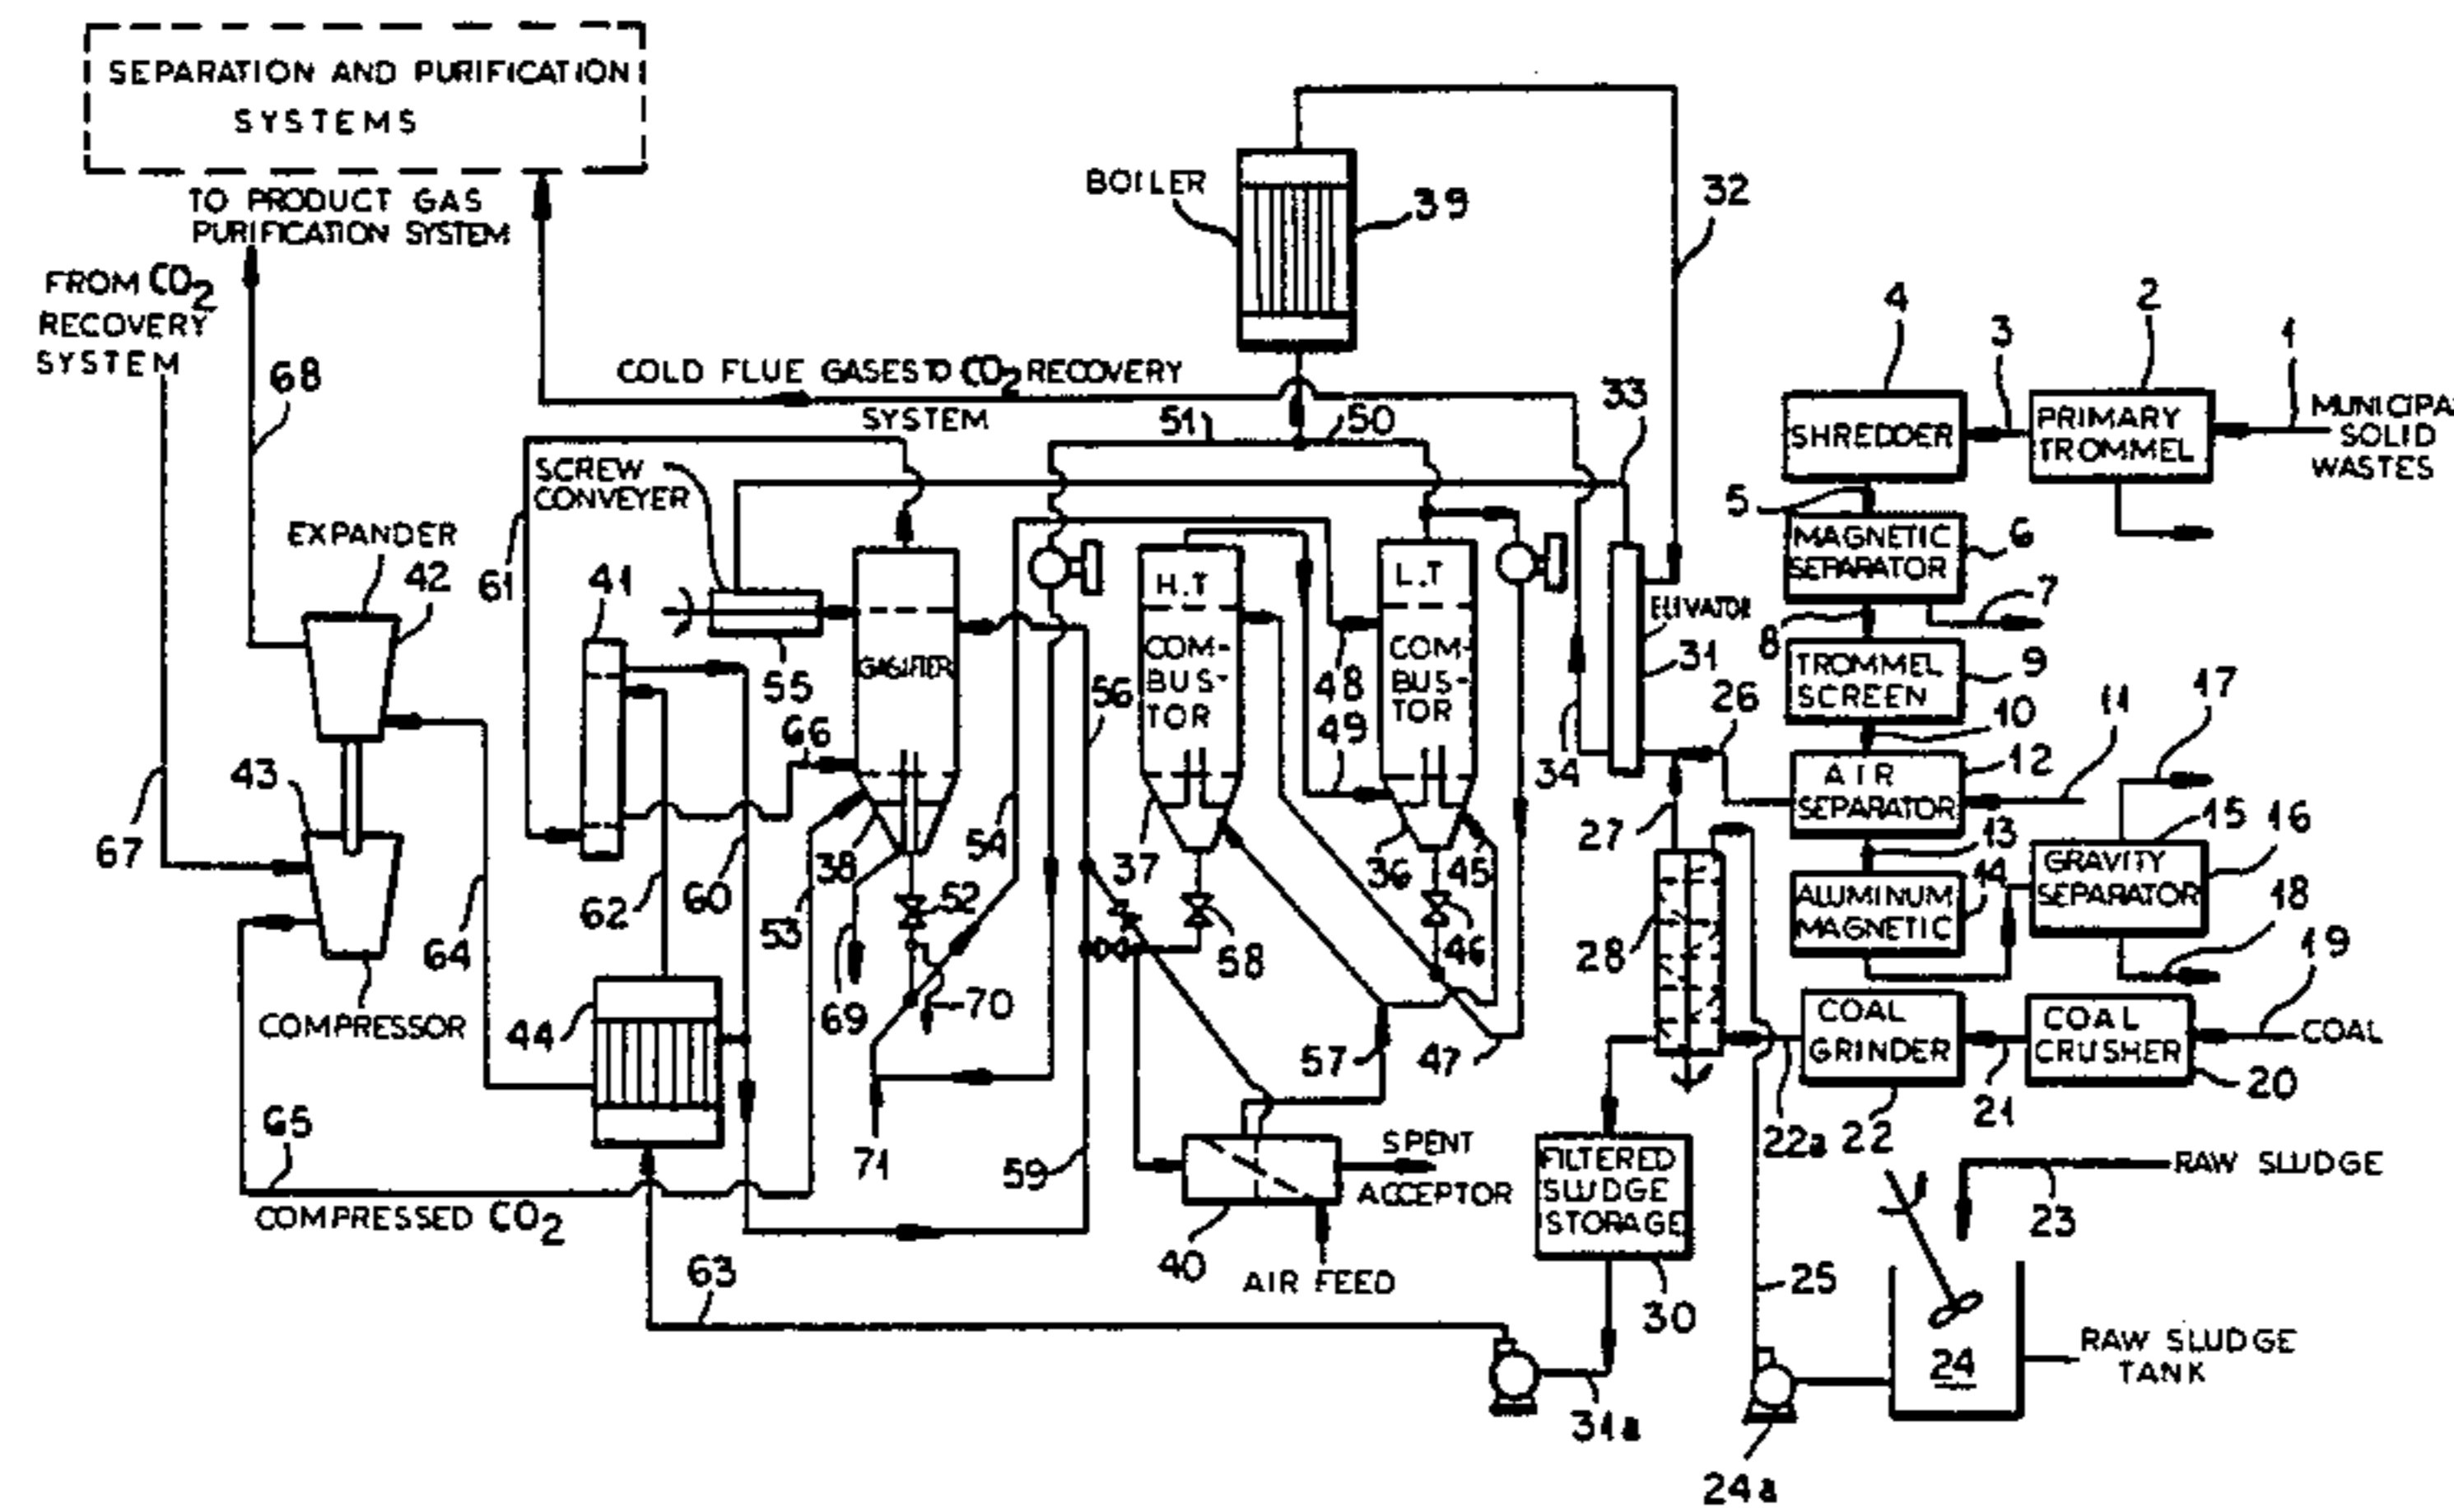 SEPARATION AND PURIFICATION
SYSTEMS
TO PRODUCT GAS
PURIFICATION SYSTEM
FROM CO2
RECOVERY
SYSTEM
68
67
EXPANDER
42
43
COMPRESSOR
64
65
COMPRESSED CO2
BOILER
39
32
COLD FLUE GASES TO CO2 RECOVERY
SYSTEM
51
50
33
SCREW
CONVEYER
61
41
55
GASIFIER
66
62
60
53
38
54
52
69
70
71
44
63
56
59
H.T
COM-
BUS-
TOR
37
58
L.T
COM-
BUS-
TOR
48
49
36
45
46
57
47
40
SPENT
ACCEPTOR
AIR FEED
34
ELIVATOR
31
26
27
28
FILTERED
SLUDGE
STORAGE
30
31a
4
SHREDDER
3
2
PRIMARY
TROMMEL
1
MUNICIPA
SOLID
WASTES
5
MAGNETIC
SEPARATOR
6
7
8
TROMMEL
SCREEN
9
10
11
AIR
SEPARATOR
12
13
ALUMINUM
MAGNETIC
14
17
15
16
GRAVITY
SEPARATOR
18
19
COAL
GRINDER
COAL
CRUSHER
COAL
22a
22
21
20
RAW SLUDGE
23
25
24
RAW SLUDGE
TANK
24a